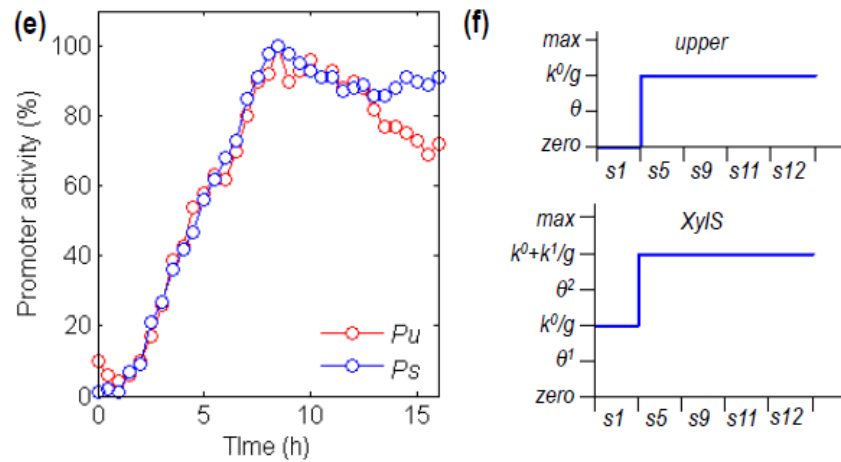 (e)
Promoter activity (%)
100
80
60
40
20
0
0
5
10
15
TIme (h)
Pu
Ps
(f)
upper
max
k⁰/g
θ
zero
s1 s5 s9 s11 s12
XylS
max
k⁰+k¹/g
θ²
k⁰/g
θ¹
zero
s1 s5 s9 s11 s12